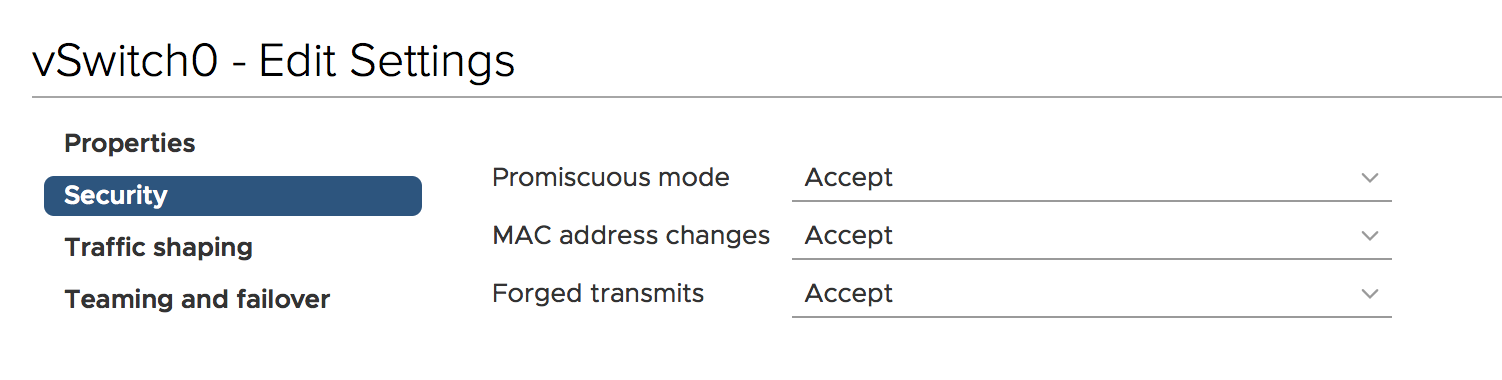 vSwitch0 - Edit Settings
Properties
Security
Traffic shaping
Teaming and failover
Promiscuous mode Accept
MAC address changes Accept
Forged transmits Accept